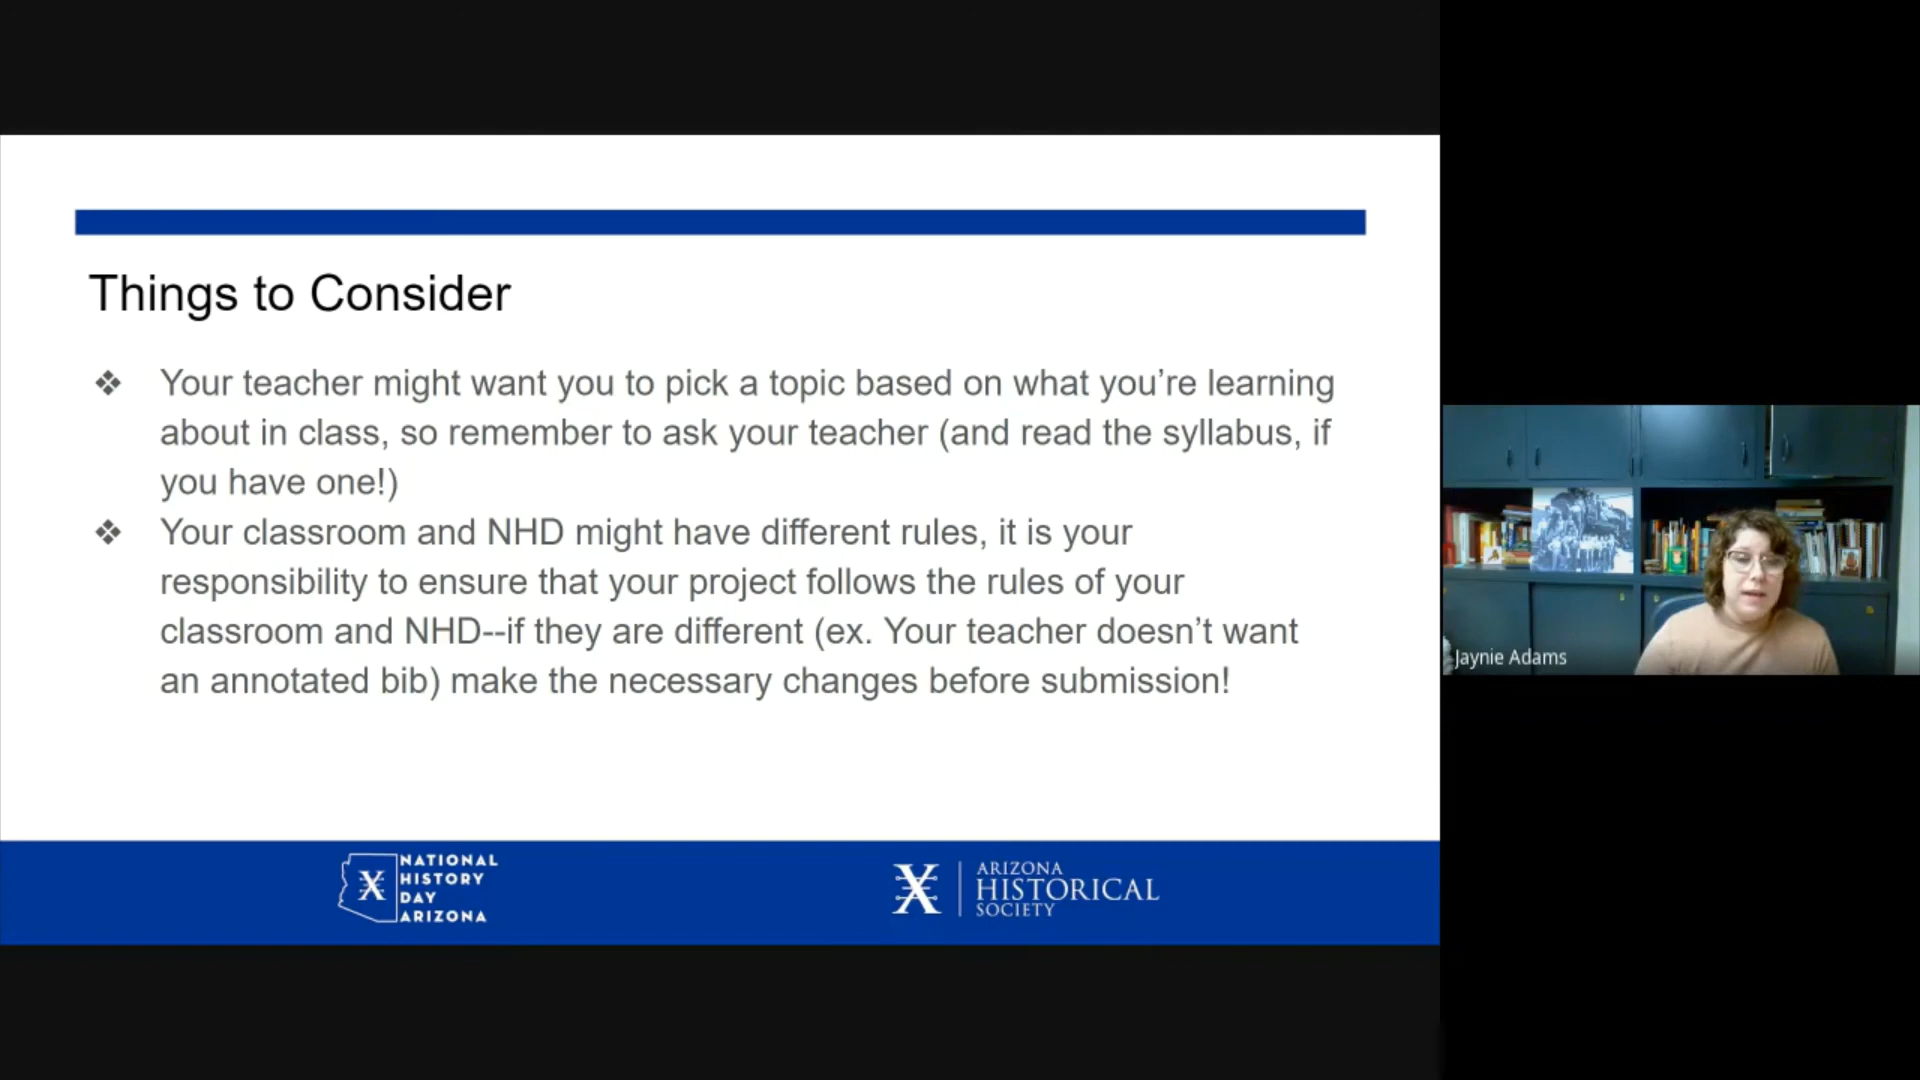 Things to Consider
❖ Your teacher might want you to pick a topic based on what you’re learning
about in class, so remember to ask your teacher (and read the syllabus, if
you have one!)
❖ Your classroom and NHD might have different rules, it is your
responsibility to ensure that your project follows the rules of your
classroom and NHD--if they are different (ex. Your teacher doesn’t want
an annotated bib) make the necessary changes before submission!
NATIONAL
HISTORY
DAY
ARIZONA
ARIZONA
HISTORICAL
SOCIETY
Jaynie Adams